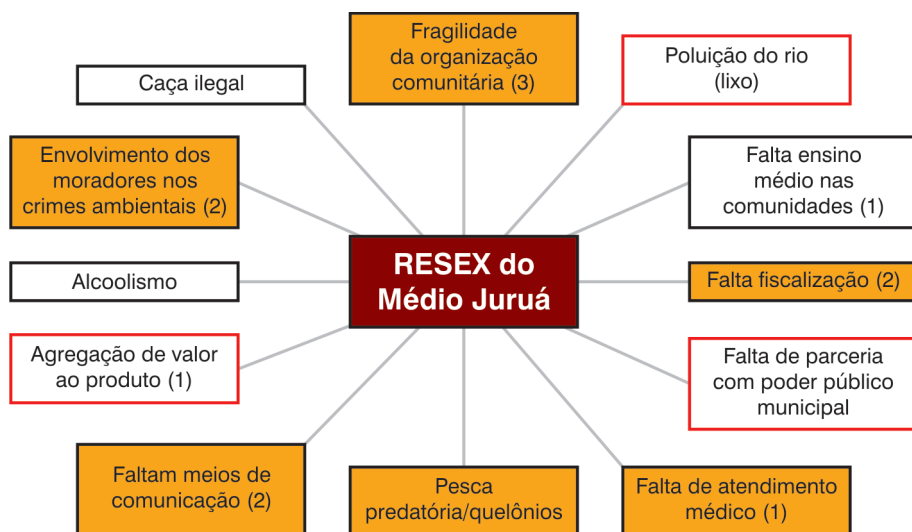 Fragilidade
da organização
comunitária (3)
Poluição do rio
(lixo)
Caça ilegal
Envolvimento dos
moradores nos
crimes ambientais (2)
Falta ensino
médio nas
comunidades (1)
RESEX do
Médio Juruá
Alcoolismo
Falta fiscalização (2)
Agregação de valor
ao produto (1)
Falta de parceria
com poder público
municipal
Faltam meios de
comunicação (2)
Pesca
predatória/quelônios
Falta de atendimento
médico (1)